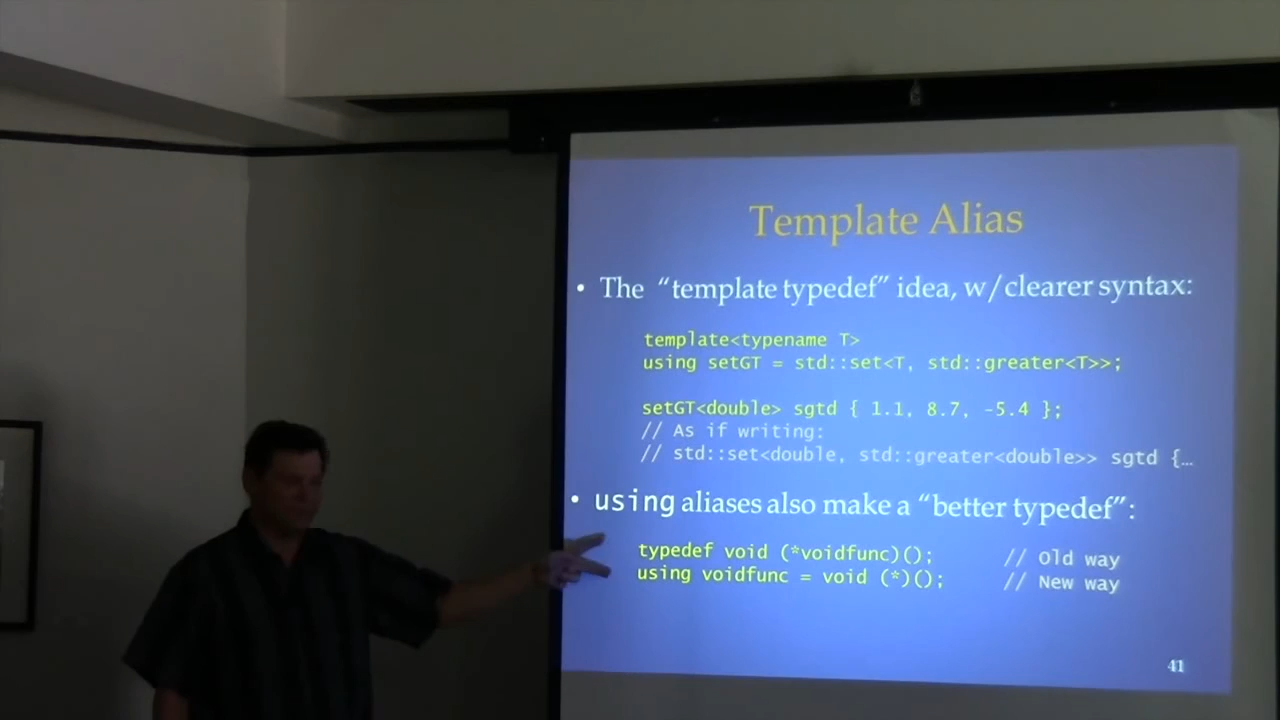 Template Alias
• The “template typedef” idea, w/clearer syntax:
template<typename T>
using setGT = std::set<T, std::greater<T>>;
setGT<double> sgtd { 1.1, 8.7, -5.4 };
// As if writing:
// std::set<double, std::greater<double>> sgtd {…
• using aliases also make a “better typedef”:
typedef void (*voidfunc)(); // Old way
using voidfunc = void (*)(); // New way
41